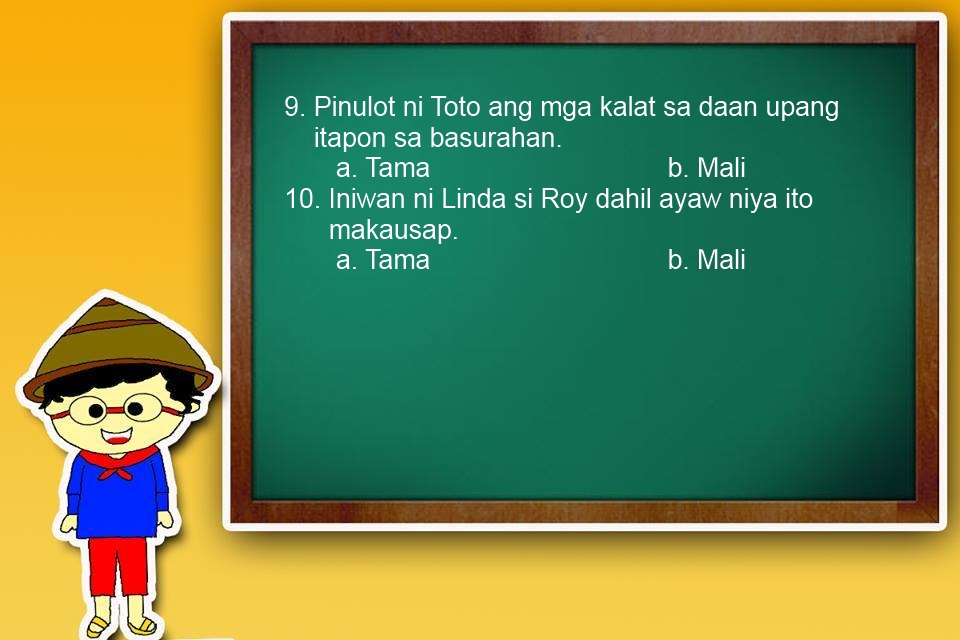 9. Pinulot ni Toto ang mga kalat sa daan upang
itapon sa basurahan.
a. Tama b. Mali
10. Iniwan ni Linda si Roy dahil ayaw niya ito
makausap.
a. Tama b. Mali